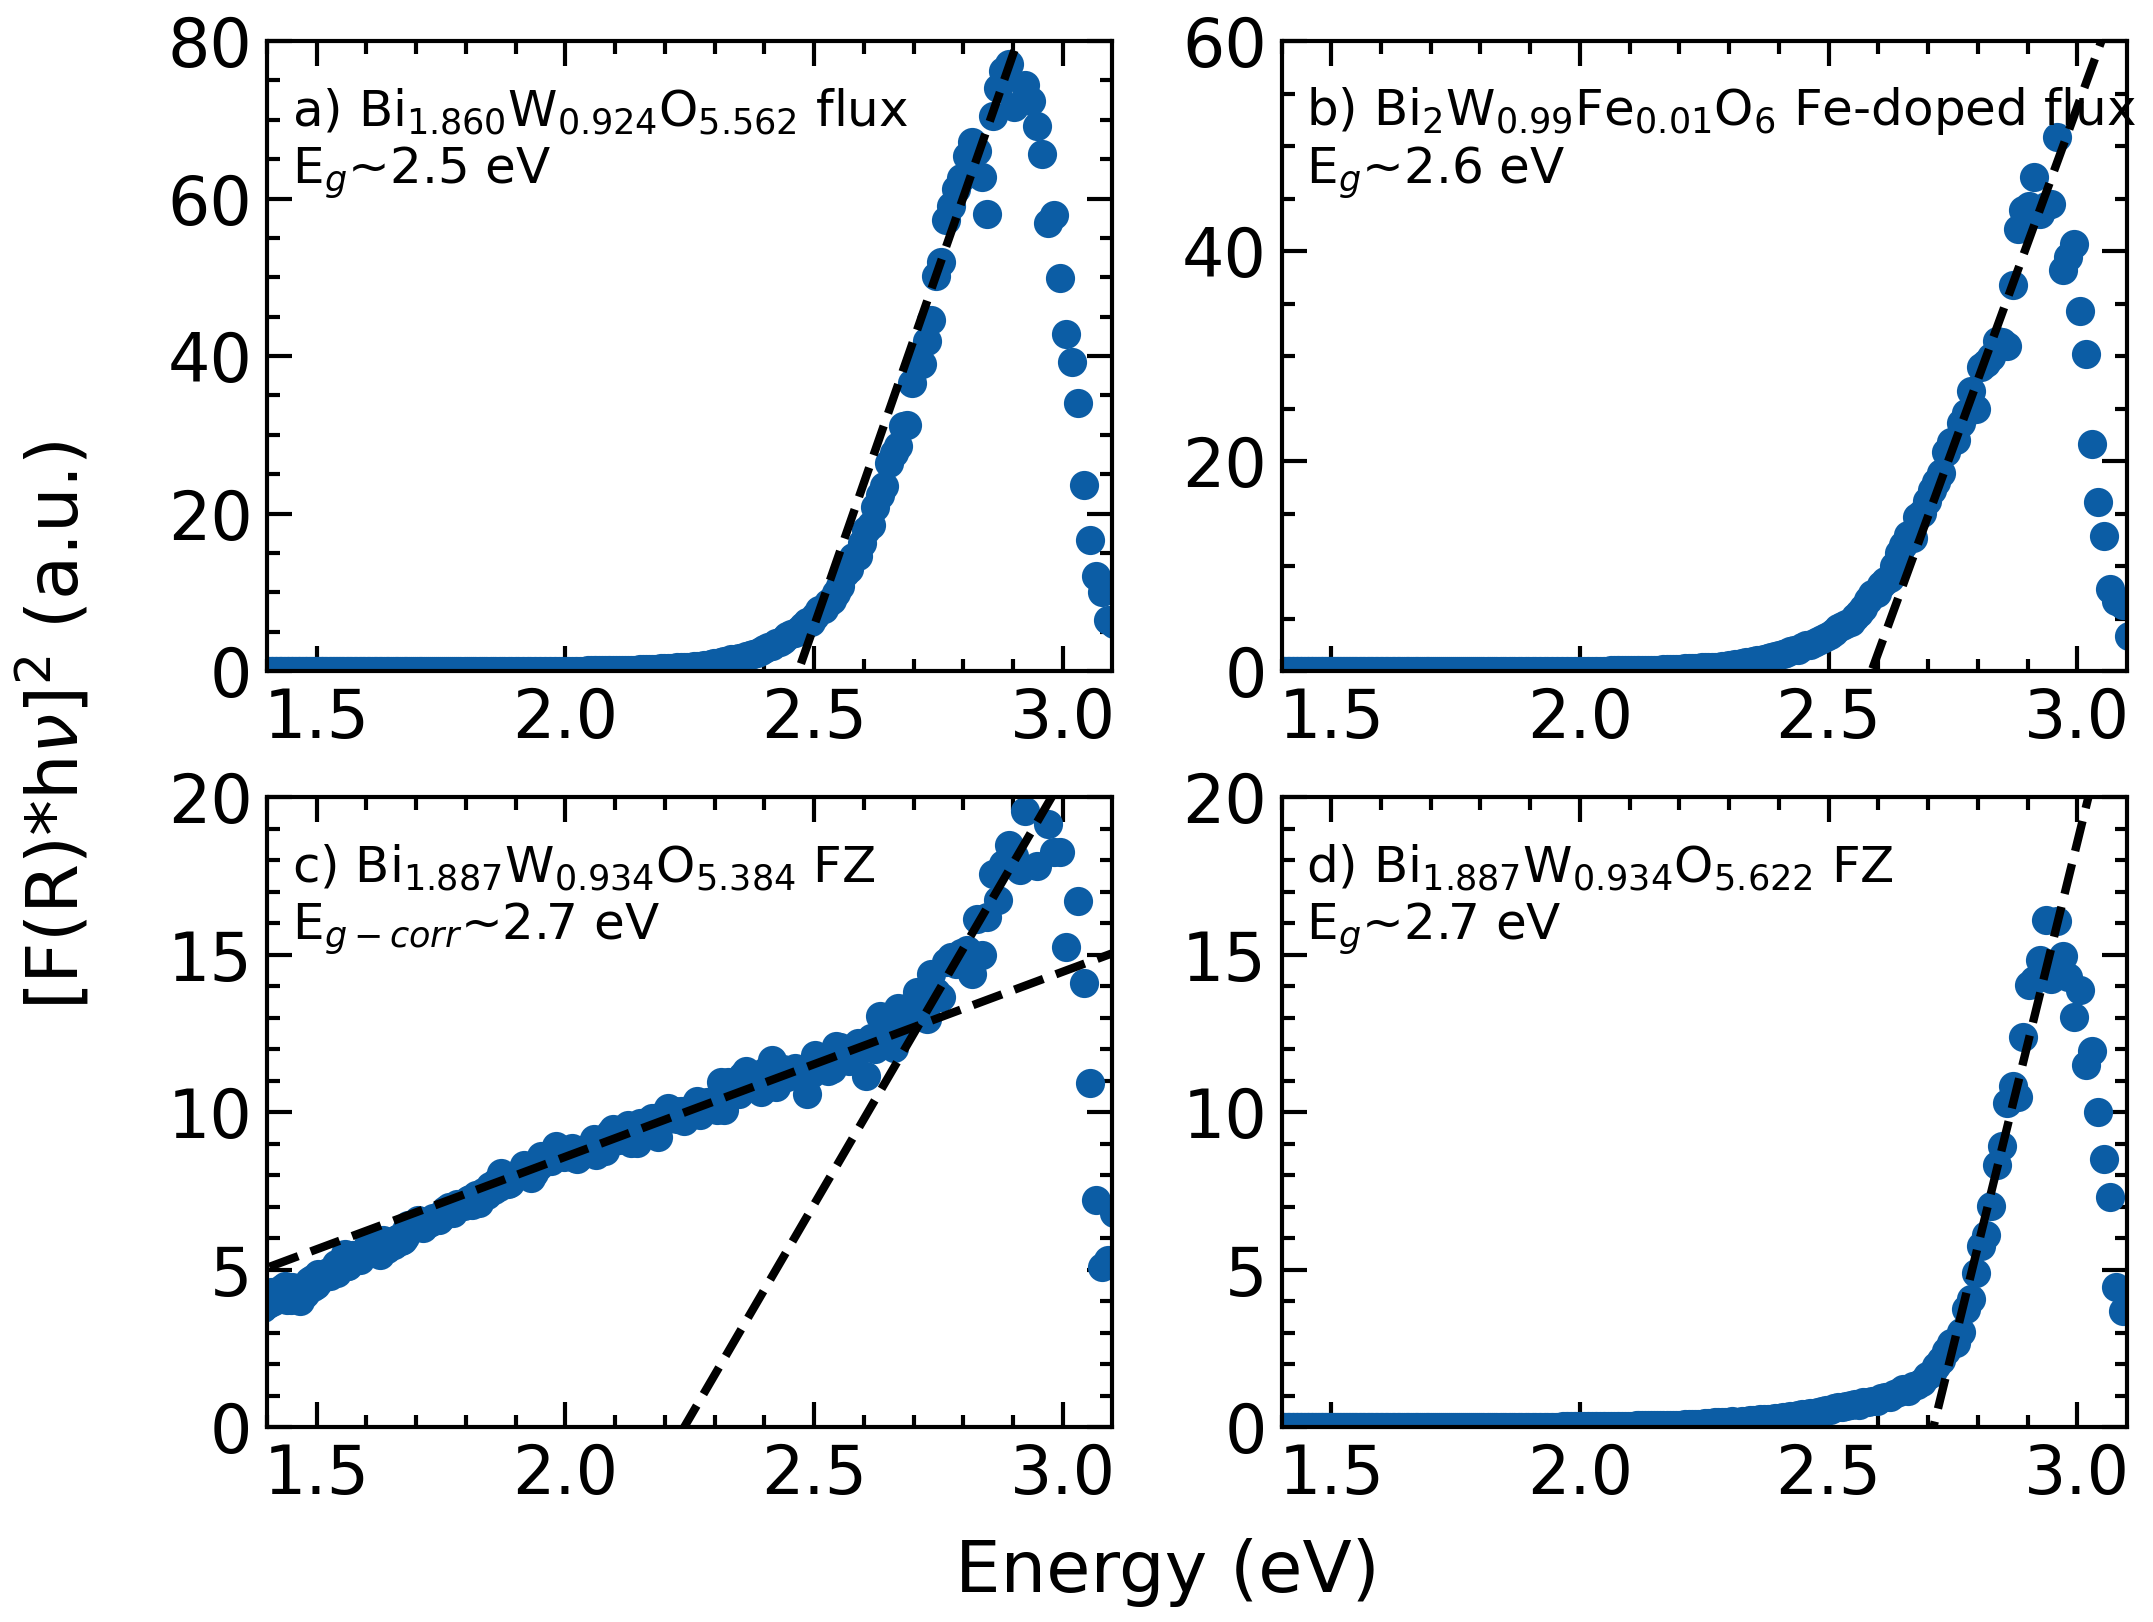 80
60
40
20
0
a) Bi1.860W0.924O5.562 flux
Eg~2.5 eV
1.5 2.0 2.5 3.0
60
40
20
0
b) Bi2W0.99Fe0.01O6 Fe-doped flux
Eg~2.6 eV
1.5 2.0 2.5 3.0
[F(R)*hν]2 (a.u.)
20
15
10
5
0
c) Bi1.887W0.934O5.384 FZ
Eg−corr~2.7 eV
1.5 2.0 2.5 3.0
20
15
10
5
0
d) Bi1.887W0.934O5.622 FZ
Eg~2.7 eV
1.5 2.0 2.5 3.0
Energy (eV)